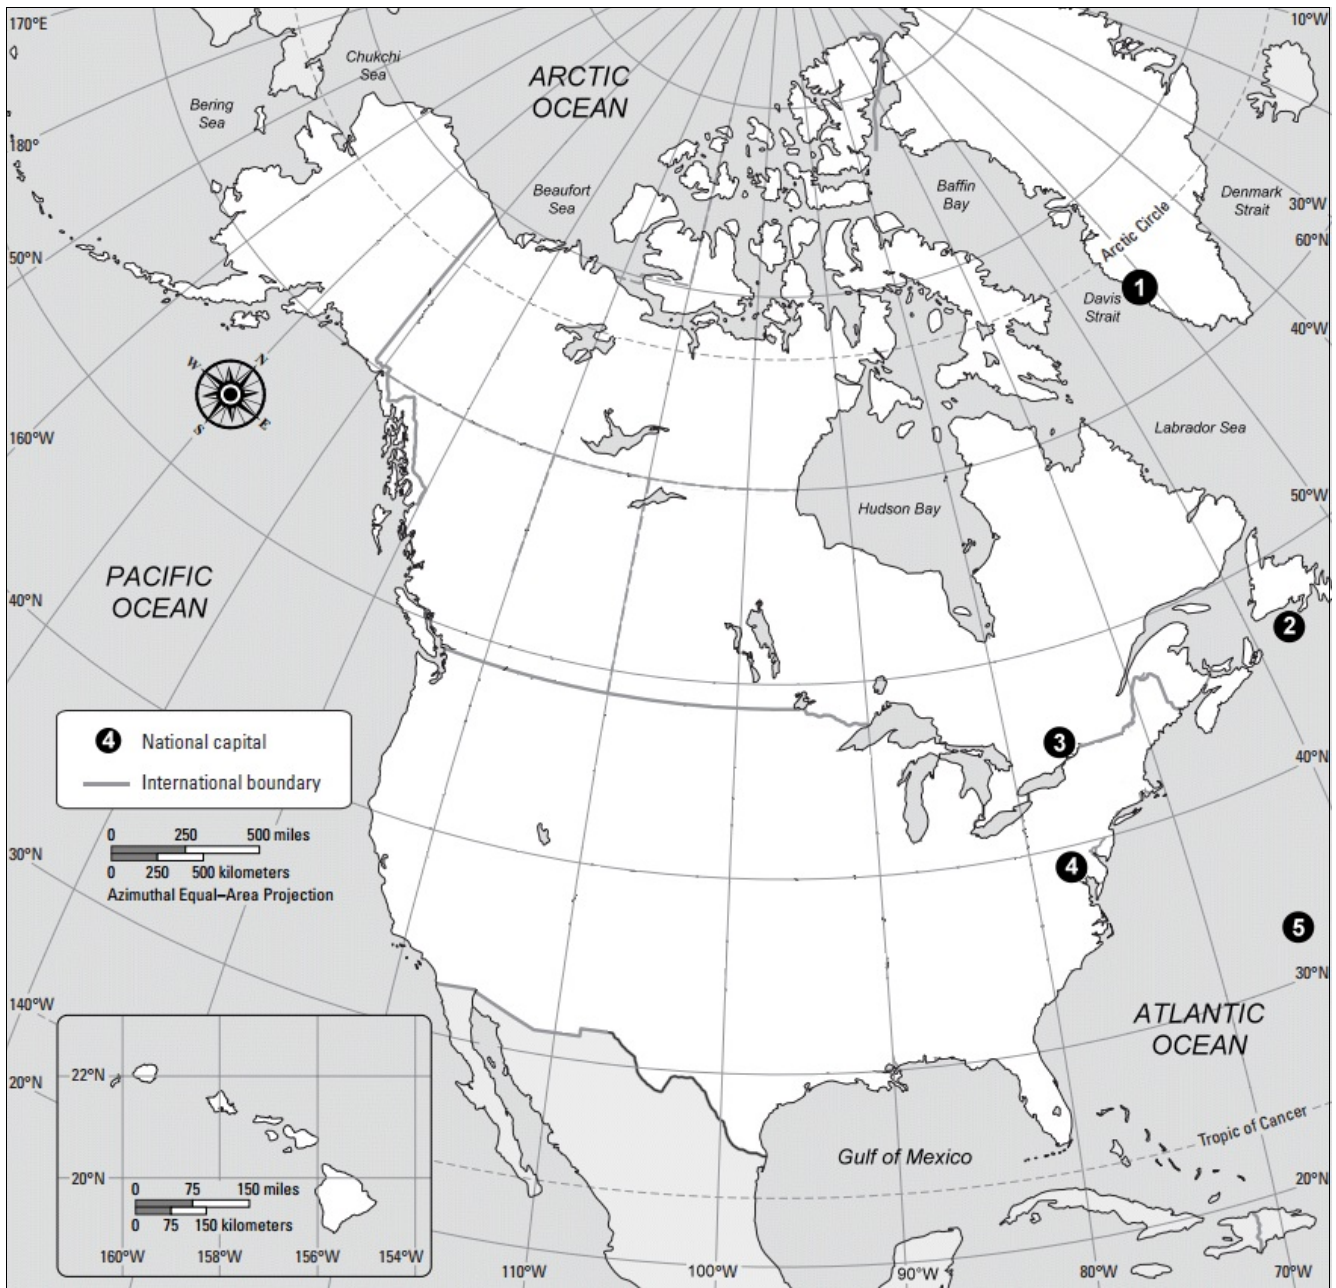 170°E
10°W
Chukchi
Sea
ARCTIC
OCEAN
Bering
Sea
180°
Beaufort
Sea
Baffin
Bay
Denmark
Strait
30°W
Arctic Circle
60°N
50°N
1
Davis
Strait
40°W
N
W
E
S
160°W
Labrador Sea
50°W
Hudson Bay
PACIFIC
OCEAN
40°N
2
4 National capital
International boundary
3
40°N
0 250 500 miles
0 250 500 kilometers
Azimuthal Equal–Area Projection
30°N
4
5
30°N
140°W
ATLANTIC
OCEAN
20°N
22°N
Tropic of Cancer
Gulf of Mexico
20°N
20°N
0 75 150 miles
0 75 150 kilometers
160°W 158°W 156°W 154°W
110°W 100°W 90°W 80°W 70°W